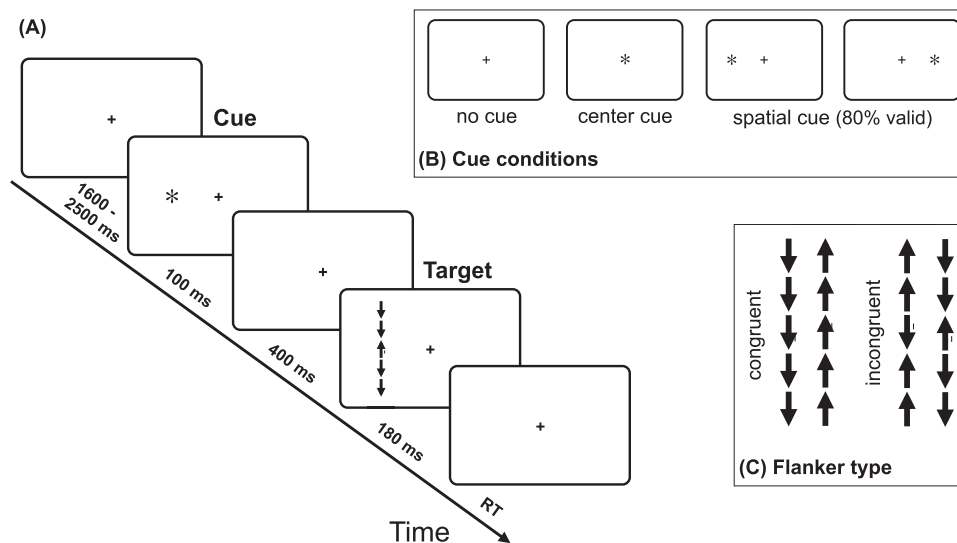 (A)
Cue
1600 -
2500 ms
100 ms
Target
400 ms
180 ms
RT
Time
no cue
center cue
spatial cue (80% valid)
(B) Cue conditions
congruent
incongruent
(C) Flanker type